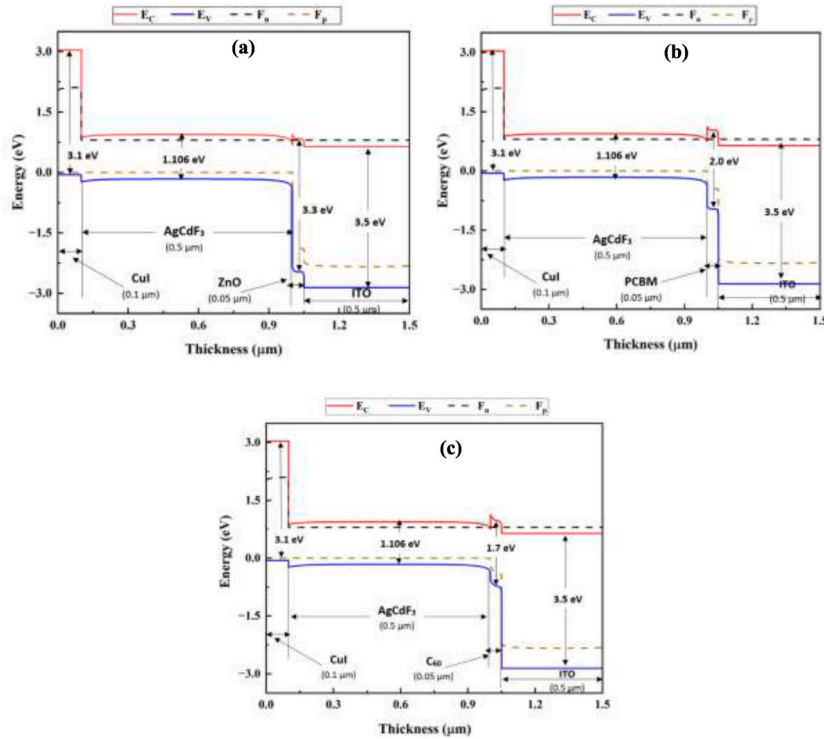 E_C E_V F_n F_p
(a)
3.0
1.5
0.0
−1.5
−3.0
Energy (eV)
3.1 eV
1.106 eV
3.3 eV
3.5 eV
AgCdF₃
(0.5 μm)
CuI
(0.1 μm)
ZnO
(0.05 μm)
ITO
(0.5 μm)
0.0 0.3 0.6 0.9 1.2 1.5
Thickness (μm)
E_C E_V F_n F_p
(b)
3.0
1.5
0.0
−1.5
−3.0
Energy (eV)
3.1 eV
1.106 eV
2.0 eV
3.5 eV
AgCdF₃
(0.5 μm)
CuI
(0.1 μm)
PCBM
(0.05 μm)
ITO
(0.5 μm)
0.0 0.3 0.6 0.9 1.2 1.5
Thickness (μm)
E_C E_V F_n F_p
(c)
3.0
1.5
0.0
−1.5
−3.0
Energy (eV)
3.1 eV
1.106 eV
1.7 eV
3.5 eV
AgCdF₃
(0.5 μm)
CuI
(0.1 μm)
C₆₀
(0.05 μm)
ITO
(0.5 μm)
0.0 0.3 0.6 0.9 1.2 1.5
Thickness (μm)